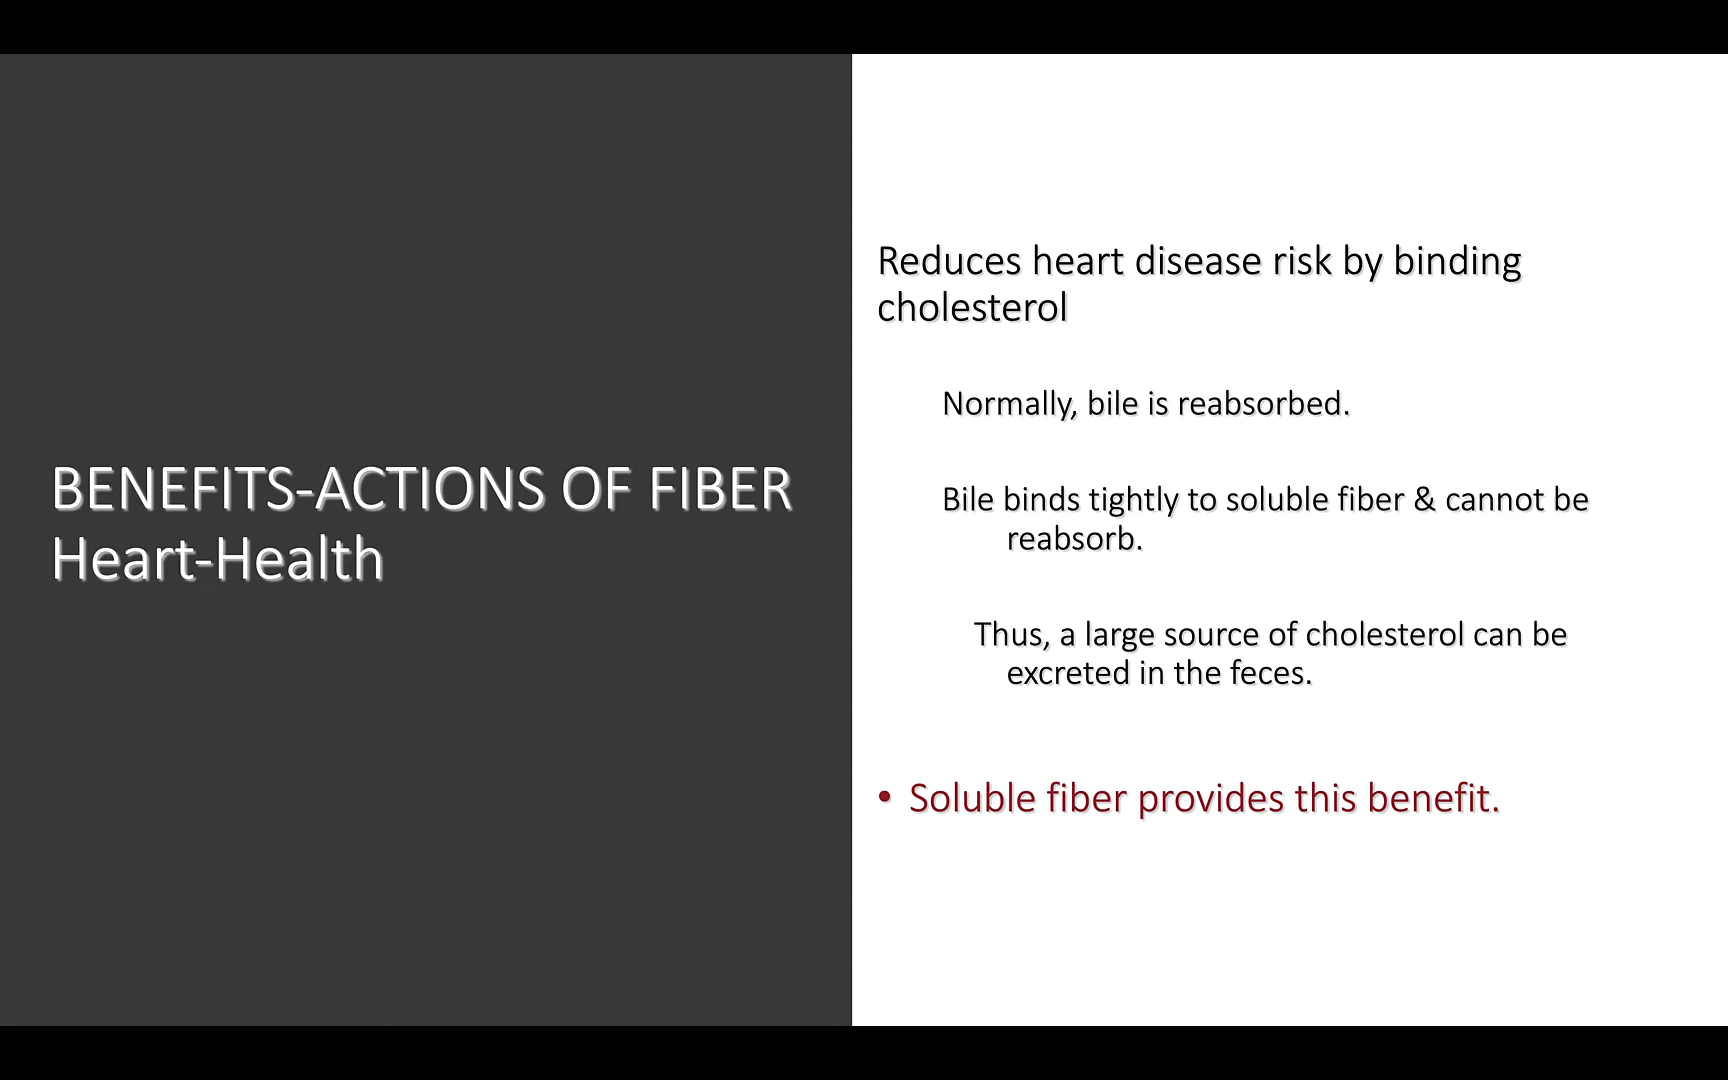 BENEFITS-ACTIONS OF FIBER
Heart-Health
Reduces heart disease risk by binding
cholesterol
Normally, bile is reabsorbed.
Bile binds tightly to soluble fiber & cannot be
reabsorb.
Thus, a large source of cholesterol can be
excreted in the feces.
• Soluble fiber provides this benefit.